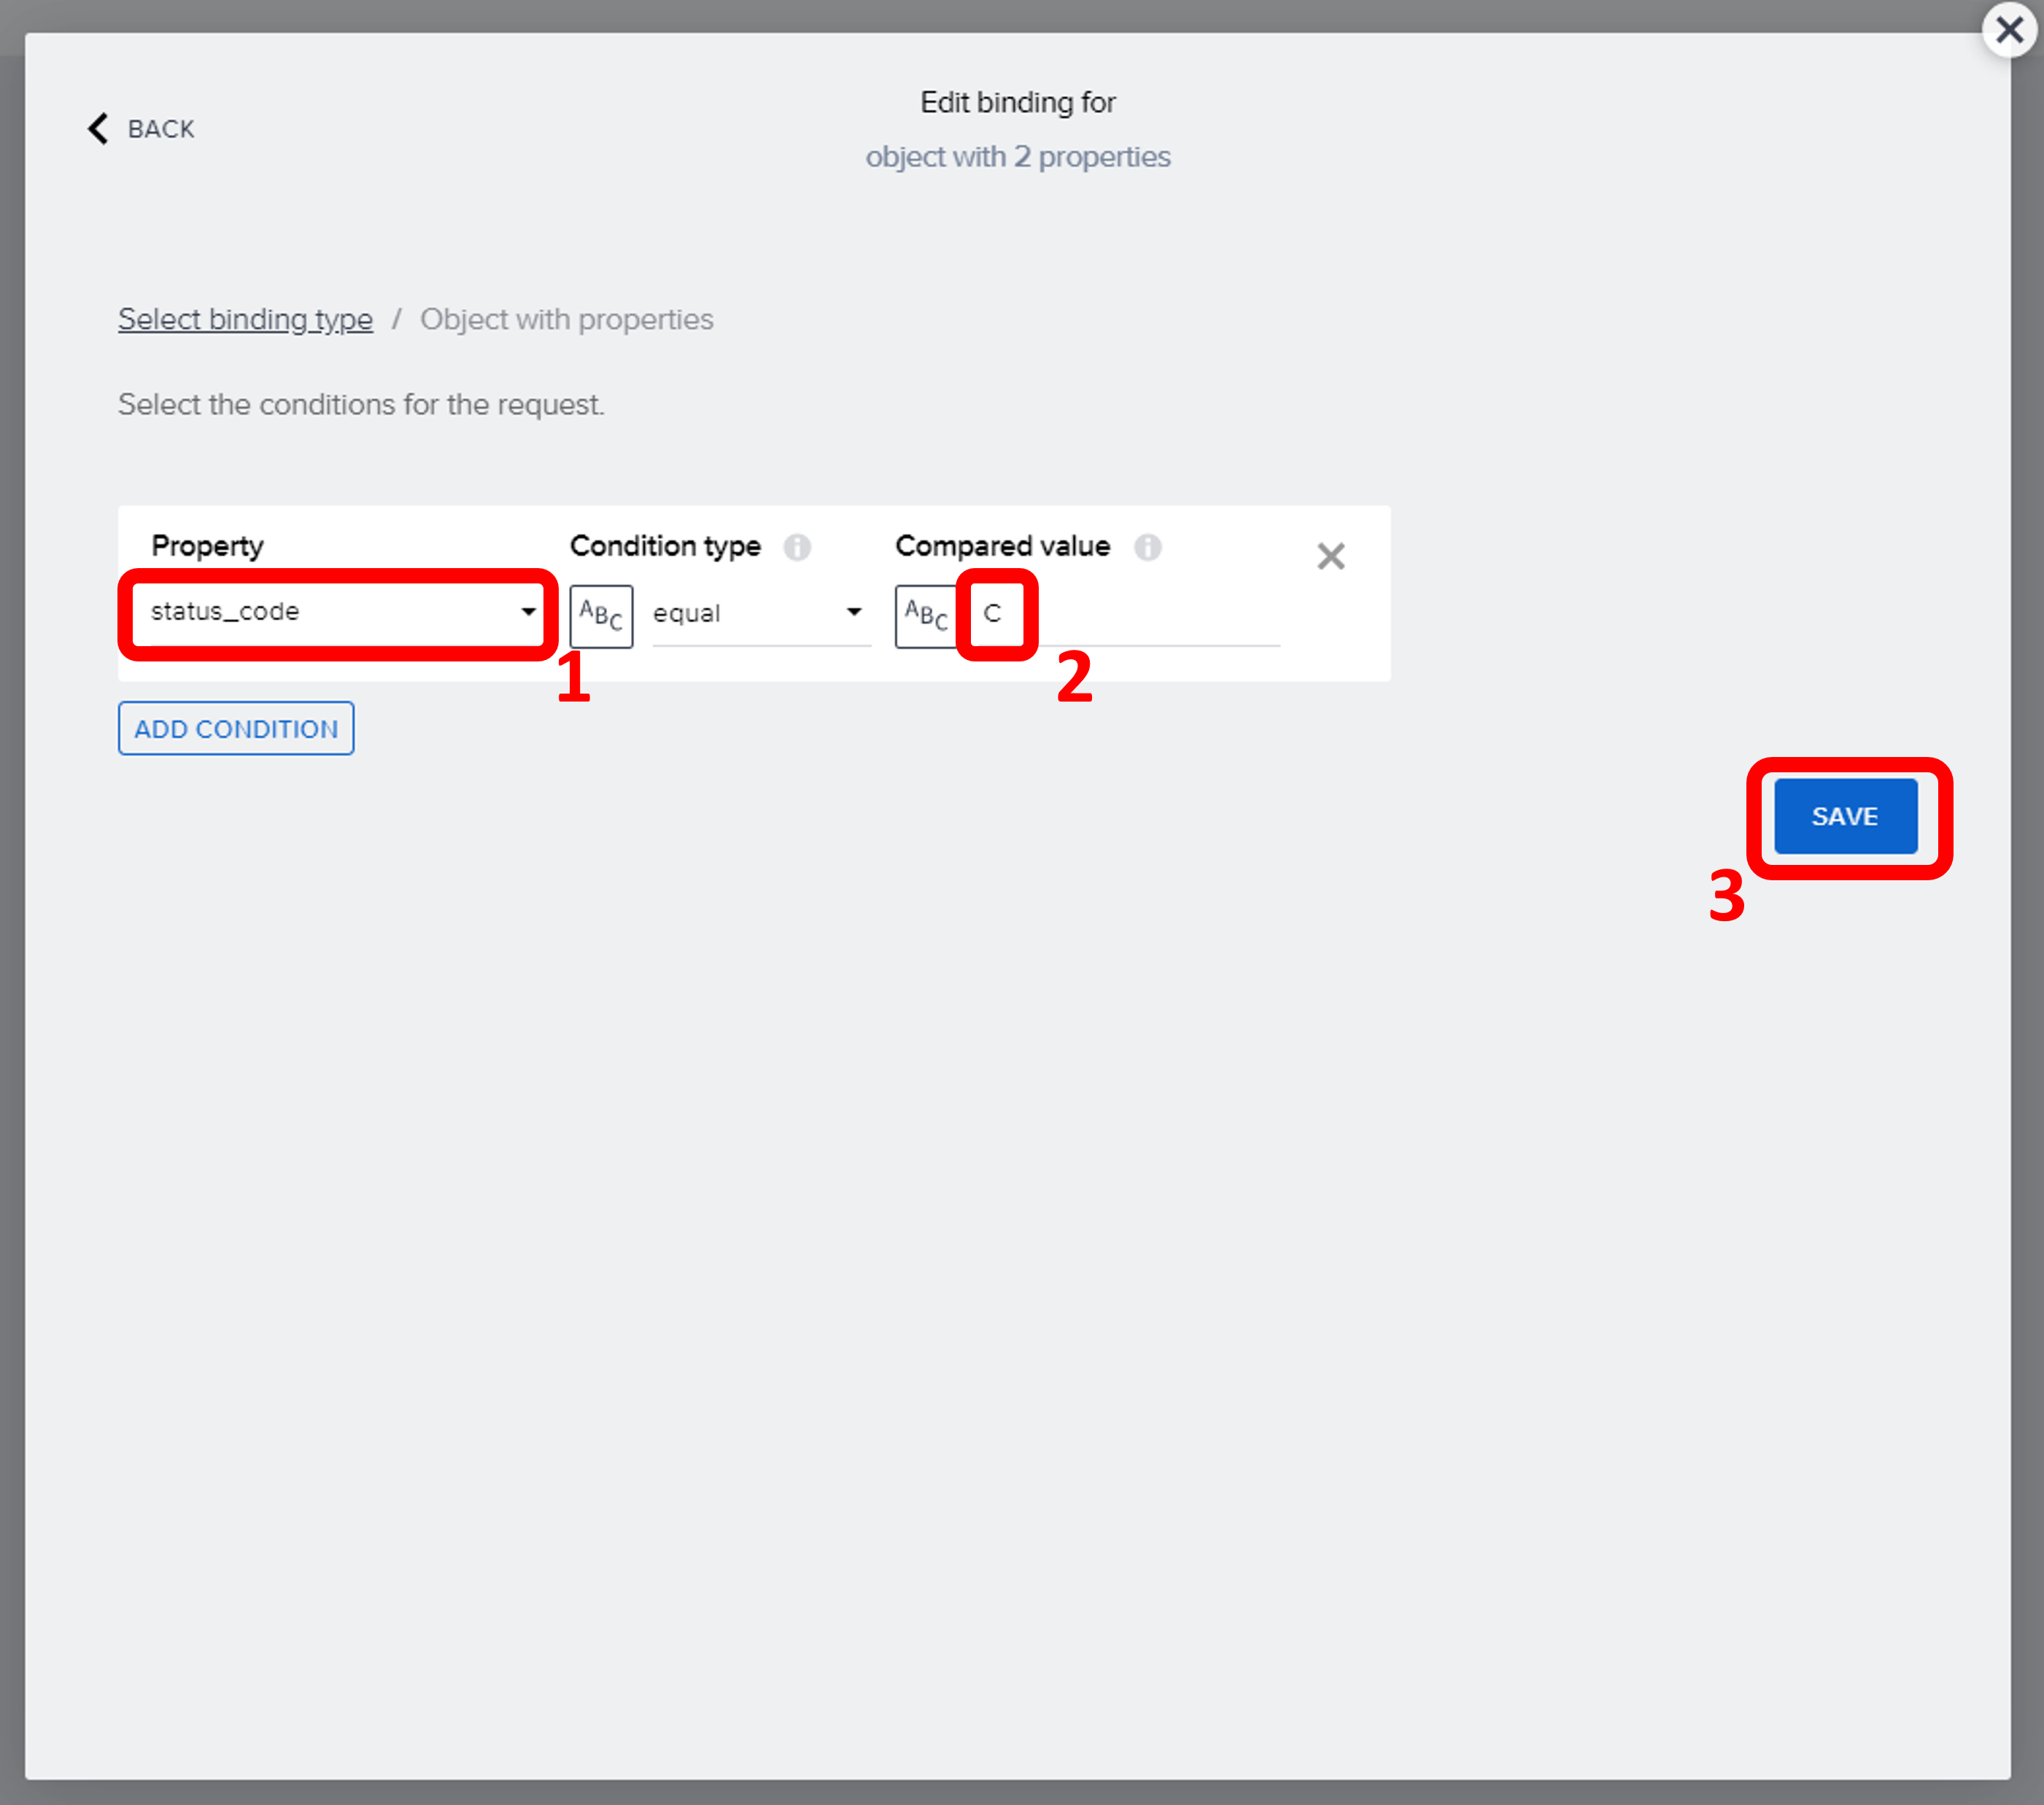 BACK
Edit binding for
object with 2 properties
Select binding type / Object with properties
Select the conditions for the request.
Property Condition type i Compared value i
status_code ABC equal ABC C
1 2
ADD CONDITION
SAVE
3